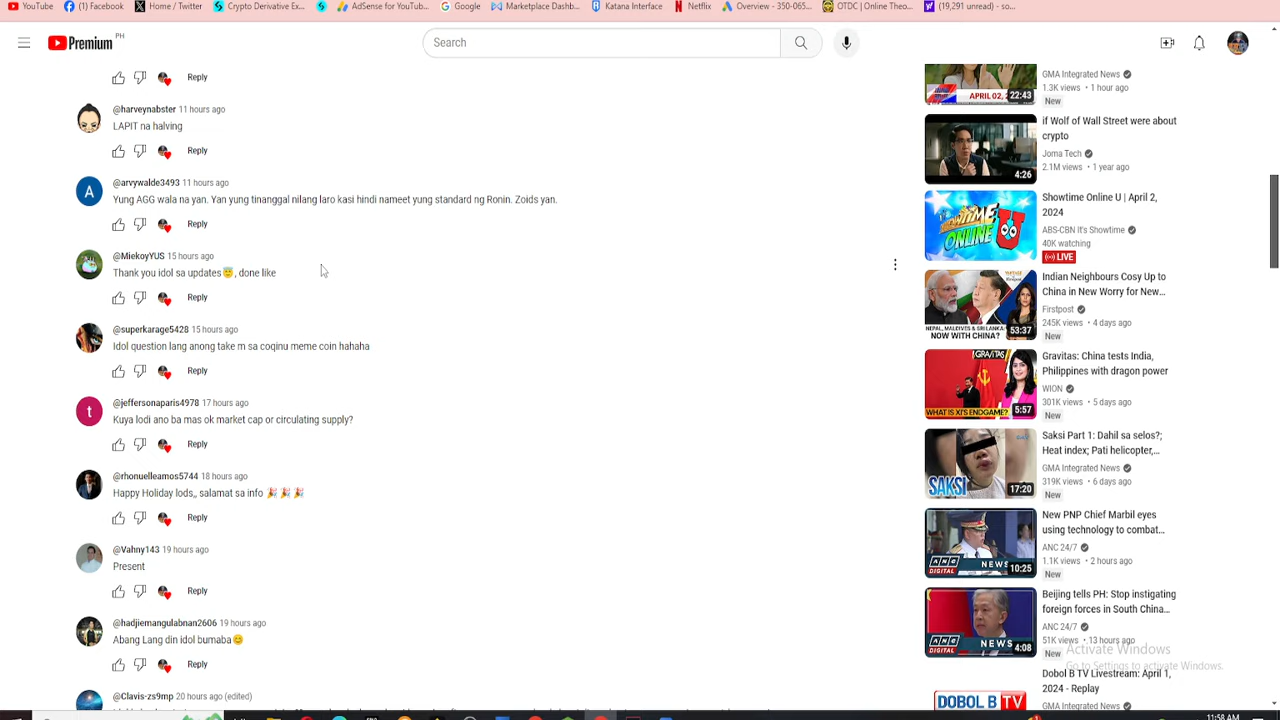 YouTube (1) Facebook Home / Twitter Crypto Derivative Ex... AdSense for YouTub... Google Marketplace Dashb... Katana Interface Netflix Overview - 350-065... OTDC | Online Theo... (19,291 unread) - so...
Premium PH
Search
Reply
@harveynabster 11 hours ago
LAPIT na halving
Reply
@arvywalde3493 11 hours ago
Yung AGG wala na yan. Yan yung tinanggal nilang laro kasi hindi nameet yung standard ng Ronin. Zoids yan.
Reply
@MiekoyYUS 15 hours ago
Thank you idol sa updates😇, done like
Reply
@superkarage5428 15 hours ago
Idol question lang anong take m sa coqinu meme coin hahaha
Reply
@jeffersonaparis4978 17 hours ago
Kuya lodi ano ba mas ok market cap or circulating supply?
Reply
@rhonuelleamos5744 18 hours ago
Happy Holiday lods,, salamat sa info 🎉🎉🎉
Reply
@Vahny143 19 hours ago
Present
Reply
@hadjiemangulabnan2606 19 hours ago
Abang Lang din idol bumaba😊
Reply
@Clavis-zs9mp 20 hours ago (edited)
APRIL 02,
22:43
GMA Integrated News
1.3K views • 1 hour ago
New
4:26
if Wolf of Wall Street were about
crypto
Joma Tech
2.1M views • 1 year ago
SHOWTIME
ONLINE U
Showtime Online U | April 2,
2024
ABS-CBN It's Showtime
40K watching
LIVE
NEPAL, MALDIVES & SRI LANKA:
NOW WITH CHINA?
53:37
Indian Neighbours Cosy Up to
China in New Worry for New...
Firstpost
245K views • 4 days ago
New
GRAVITAS
WHAT IS XI'S ENDGAME?
5:57
Gravitas: China tests India,
Philippines with dragon power
WION
301K views • 5 days ago
New
SAKSI
17:20
Saksi Part 1: Dahil sa selos?;
Heat index; Pati helicopter,...
GMA Integrated News
319K views • 6 days ago
New
ANC
DIGITAL
NEWS
10:25
New PNP Chief Marbil eyes
using technology to combat...
ANC 24/7
1.1K views • 2 hours ago
New
ANC
DIGITAL
NEWS
4:08
Beijing tells PH: Stop instigating
foreign forces in South China...
ANC 24/7
51K views • 13 hours ago
New
Activate Windows
Go to Settings to activate Windows.
DOBOL B TV
Dobol B TV Livestream: April 1,
2024 - Replay
GMA Integrated News
11:58 AM